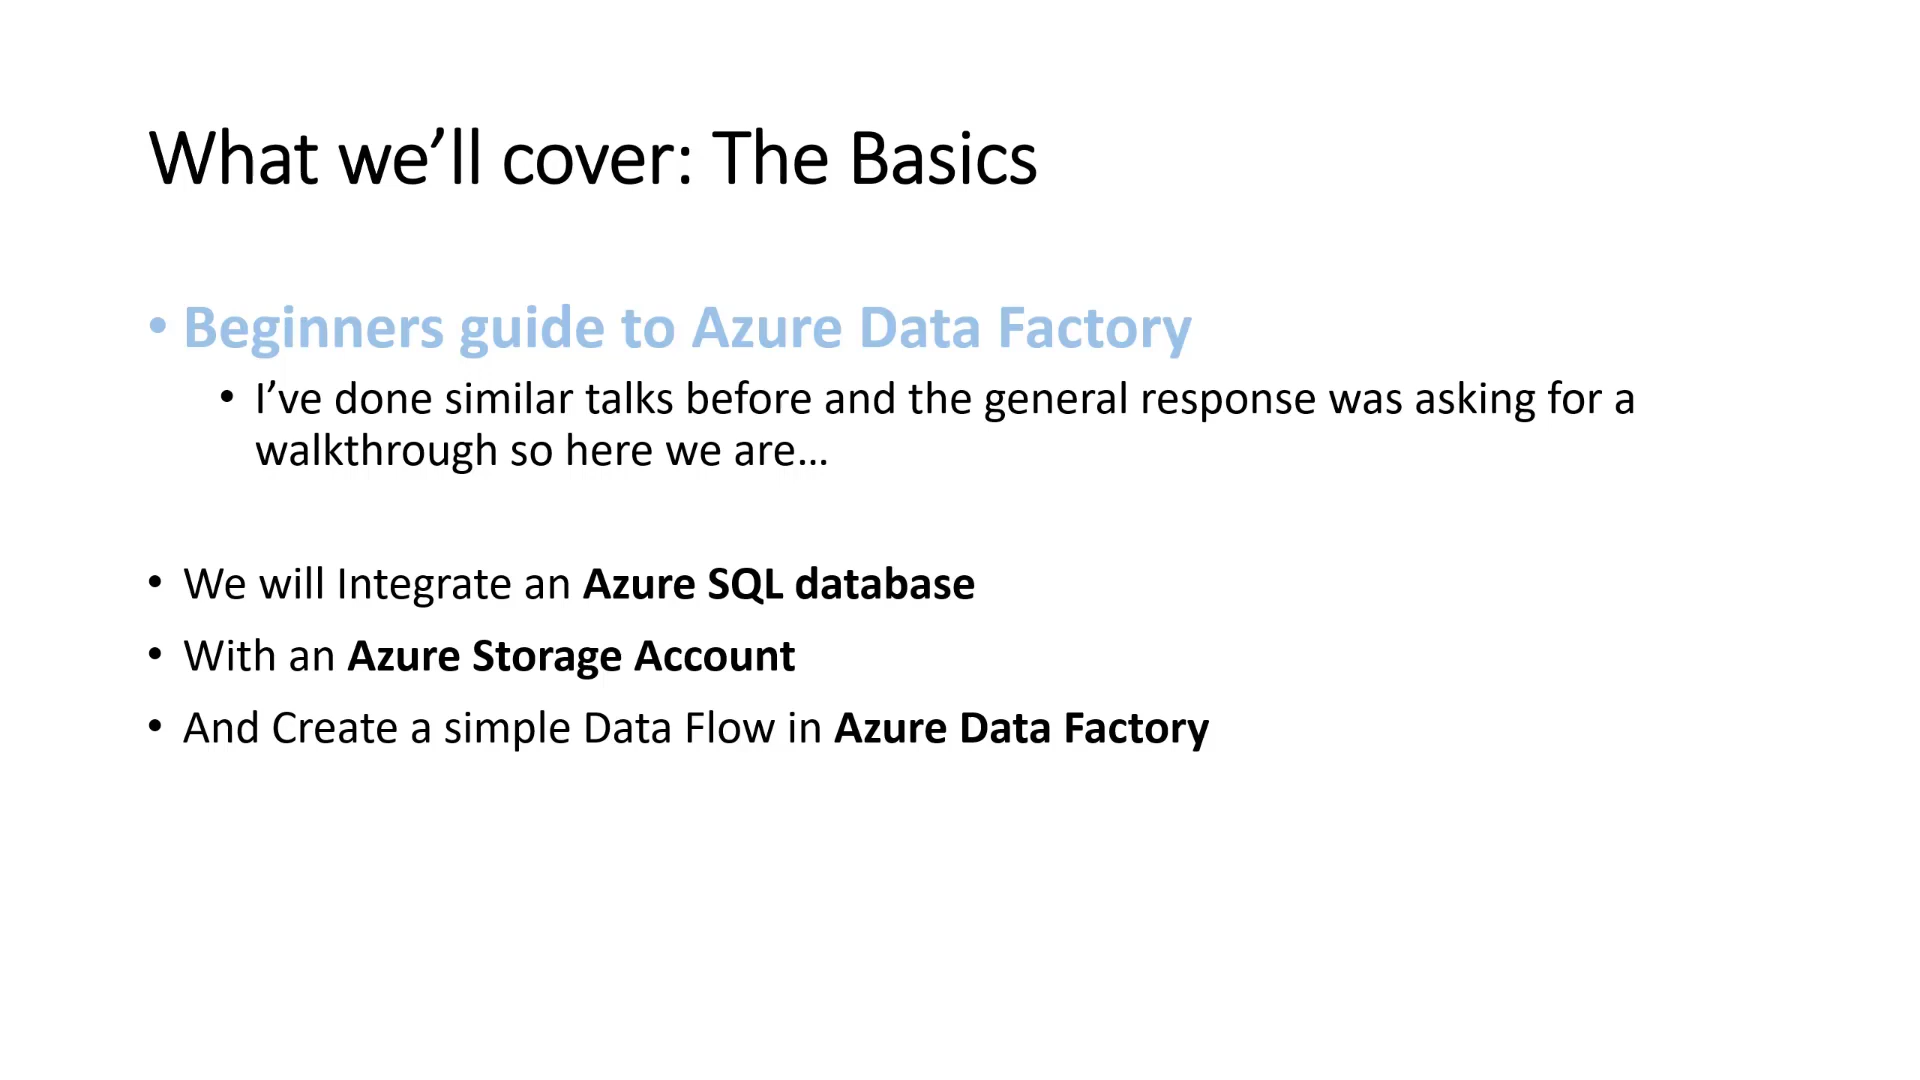 What we’ll cover: The Basics
• Beginners guide to Azure Data Factory
• I’ve done similar talks before and the general response was asking for a
walkthrough so here we are…
• We will Integrate an Azure SQL database
• With an Azure Storage Account
• And Create a simple Data Flow in Azure Data Factory